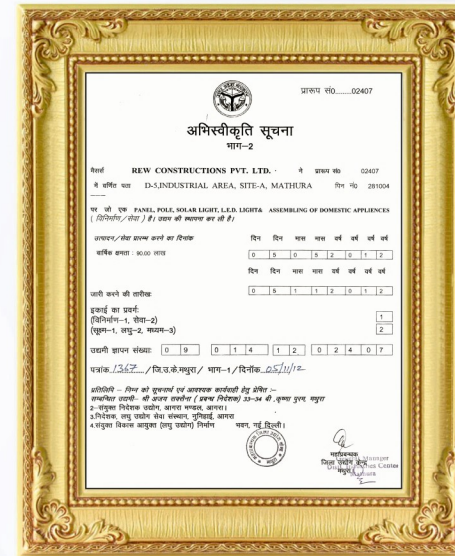 प्रारूप सं0........02407
अभिस्वीकृति सूचना
भाग–2
मैसर्स REW CONSTRUCTIONS PVT. LTD. ने प्रारूप सं0 02407
में वर्णित पता D-5,INDUSTRIAL AREA, SITE-A, MATHURA पिन नं0 281004
पर जो एक PANEL, POLE, SOLAR LIGHT, L.E.D. LIGHT& ASSEMBLING OF DOMESTIC APPLIENCES
( विनिर्माण/सेवा ) है। उद्यम की स्थापना कर ली है।
उत्पादन/सेवा प्रारम्भ करने का दिनांक दिन दिन मास मास वर्ष वर्ष वर्ष वर्ष
वार्षिक क्षमता : 90.00 लाख 0 5 0 5 2 0 1 2
दिन दिन मास मास वर्ष वर्ष वर्ष वर्ष
जारी करने की तारीखः 0 5 1 1 2 0 1 2
इकाई का प्रवर्गः
(विनिर्माण–1, सेवा–2) 1
(सूक्ष्म–1, लघु–2, मध्यम–3) 2
उद्यमी ज्ञापन संख्याः 0 9 0 1 4 1 2 0 2 4 0 7
पत्रांक 1367 /जि.उ.के.मथुरा/ भाग–1/दिनाँक 05/11/12
प्रतिलिपि – निम्न को सूचनार्थ एवं आवश्यक कार्यवाही हेतु प्रेषित :–
सम्बन्धित उद्यमी– श्री अजय सक्सैना ( प्रबन्ध निदेशक) 33–34 बी ,कृष्णा पुरम, मथुरा
2–संयुक्त निदेशक उद्योग, आगरा मण्डल, आगरा।
3.निदेशक, लघु उद्योग सेवा संस्थान, नुनिहाई, आगरा
4.संयुक्त विकास आयुक्त (लघु उद्योग) निर्माण भवन, नई दिल्ली।
महाप्रबन्धक
जिला उद्योग केन्द्र
मथुरा